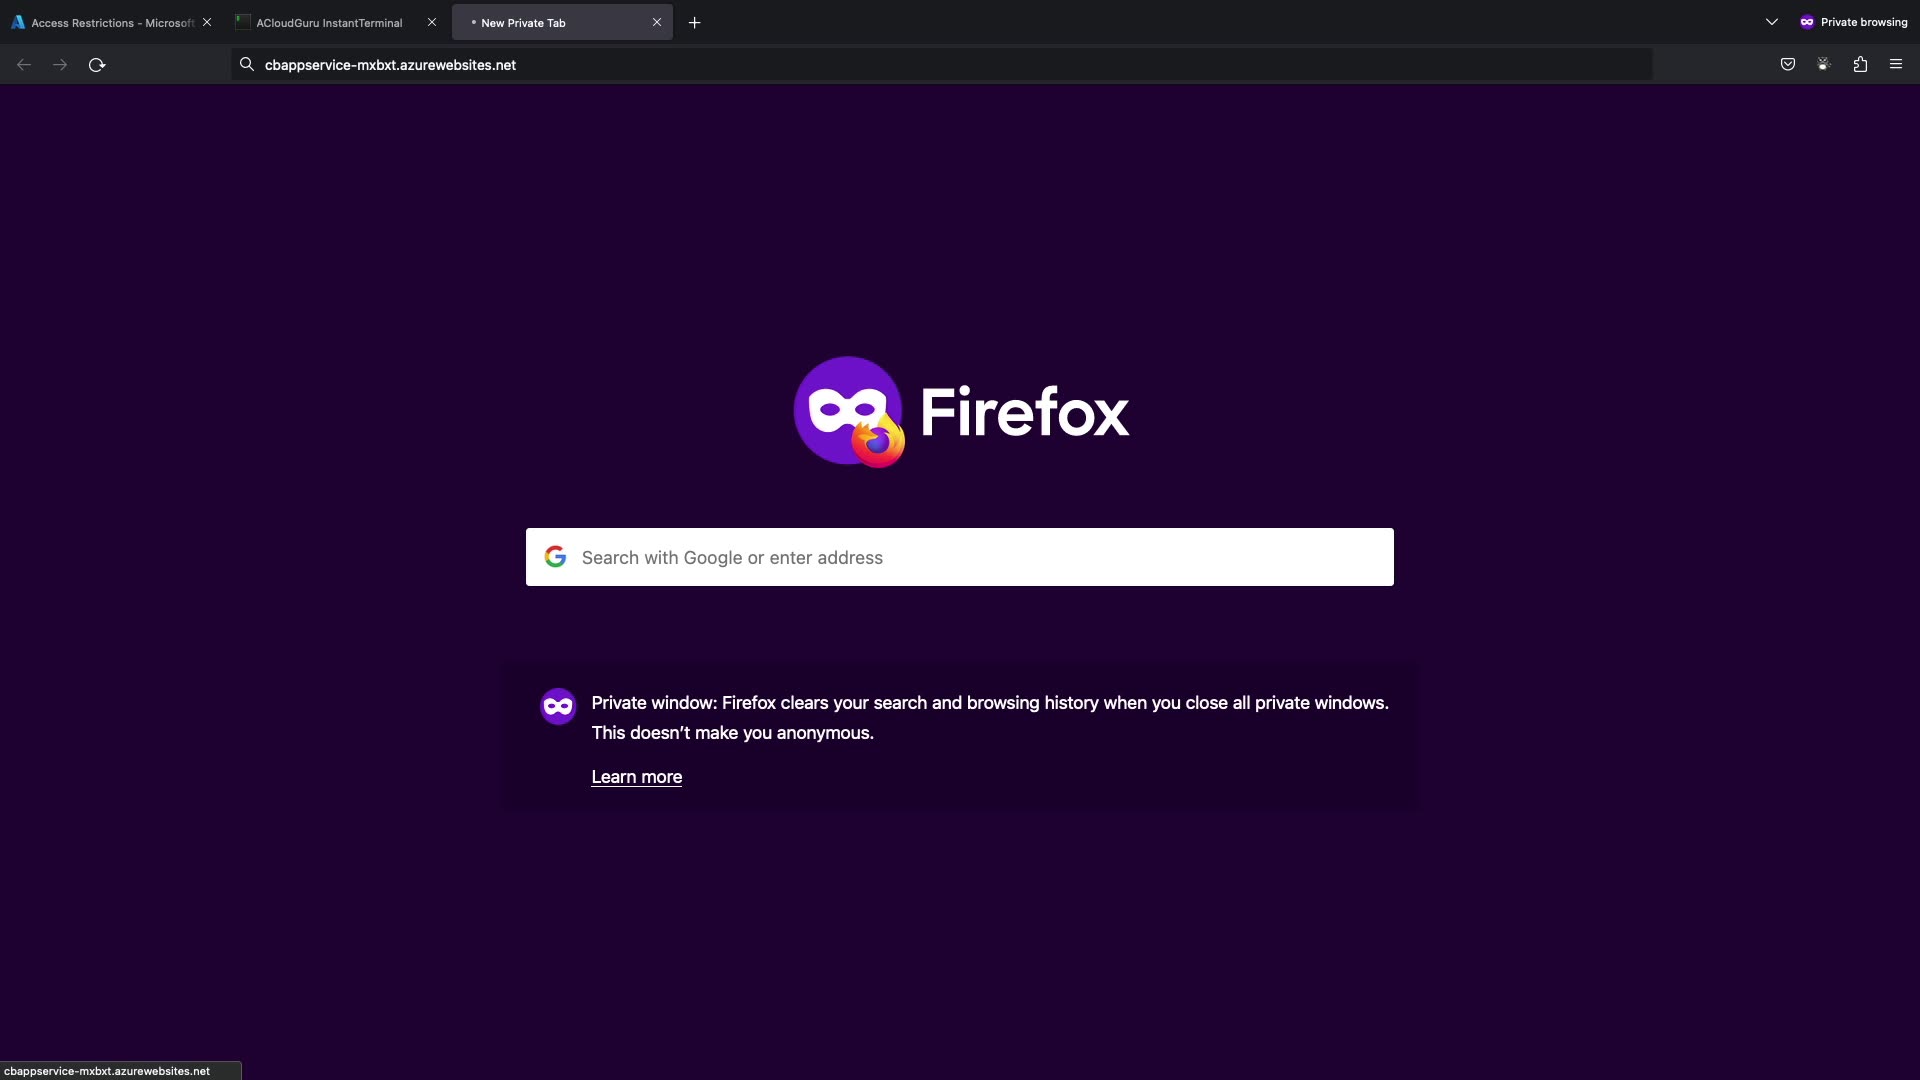 Access Restrictions - Microsoft
ACloudGuru InstantTerminal
New Private Tab
Private browsing
cbappservice-mxbxt.azurewebsites.net
Firefox
Search with Google or enter address
Private window: Firefox clears your search and browsing history when you close all private windows.
This doesn’t make you anonymous.
Learn more
cbappservice-mxbxt.azurewebsites.net